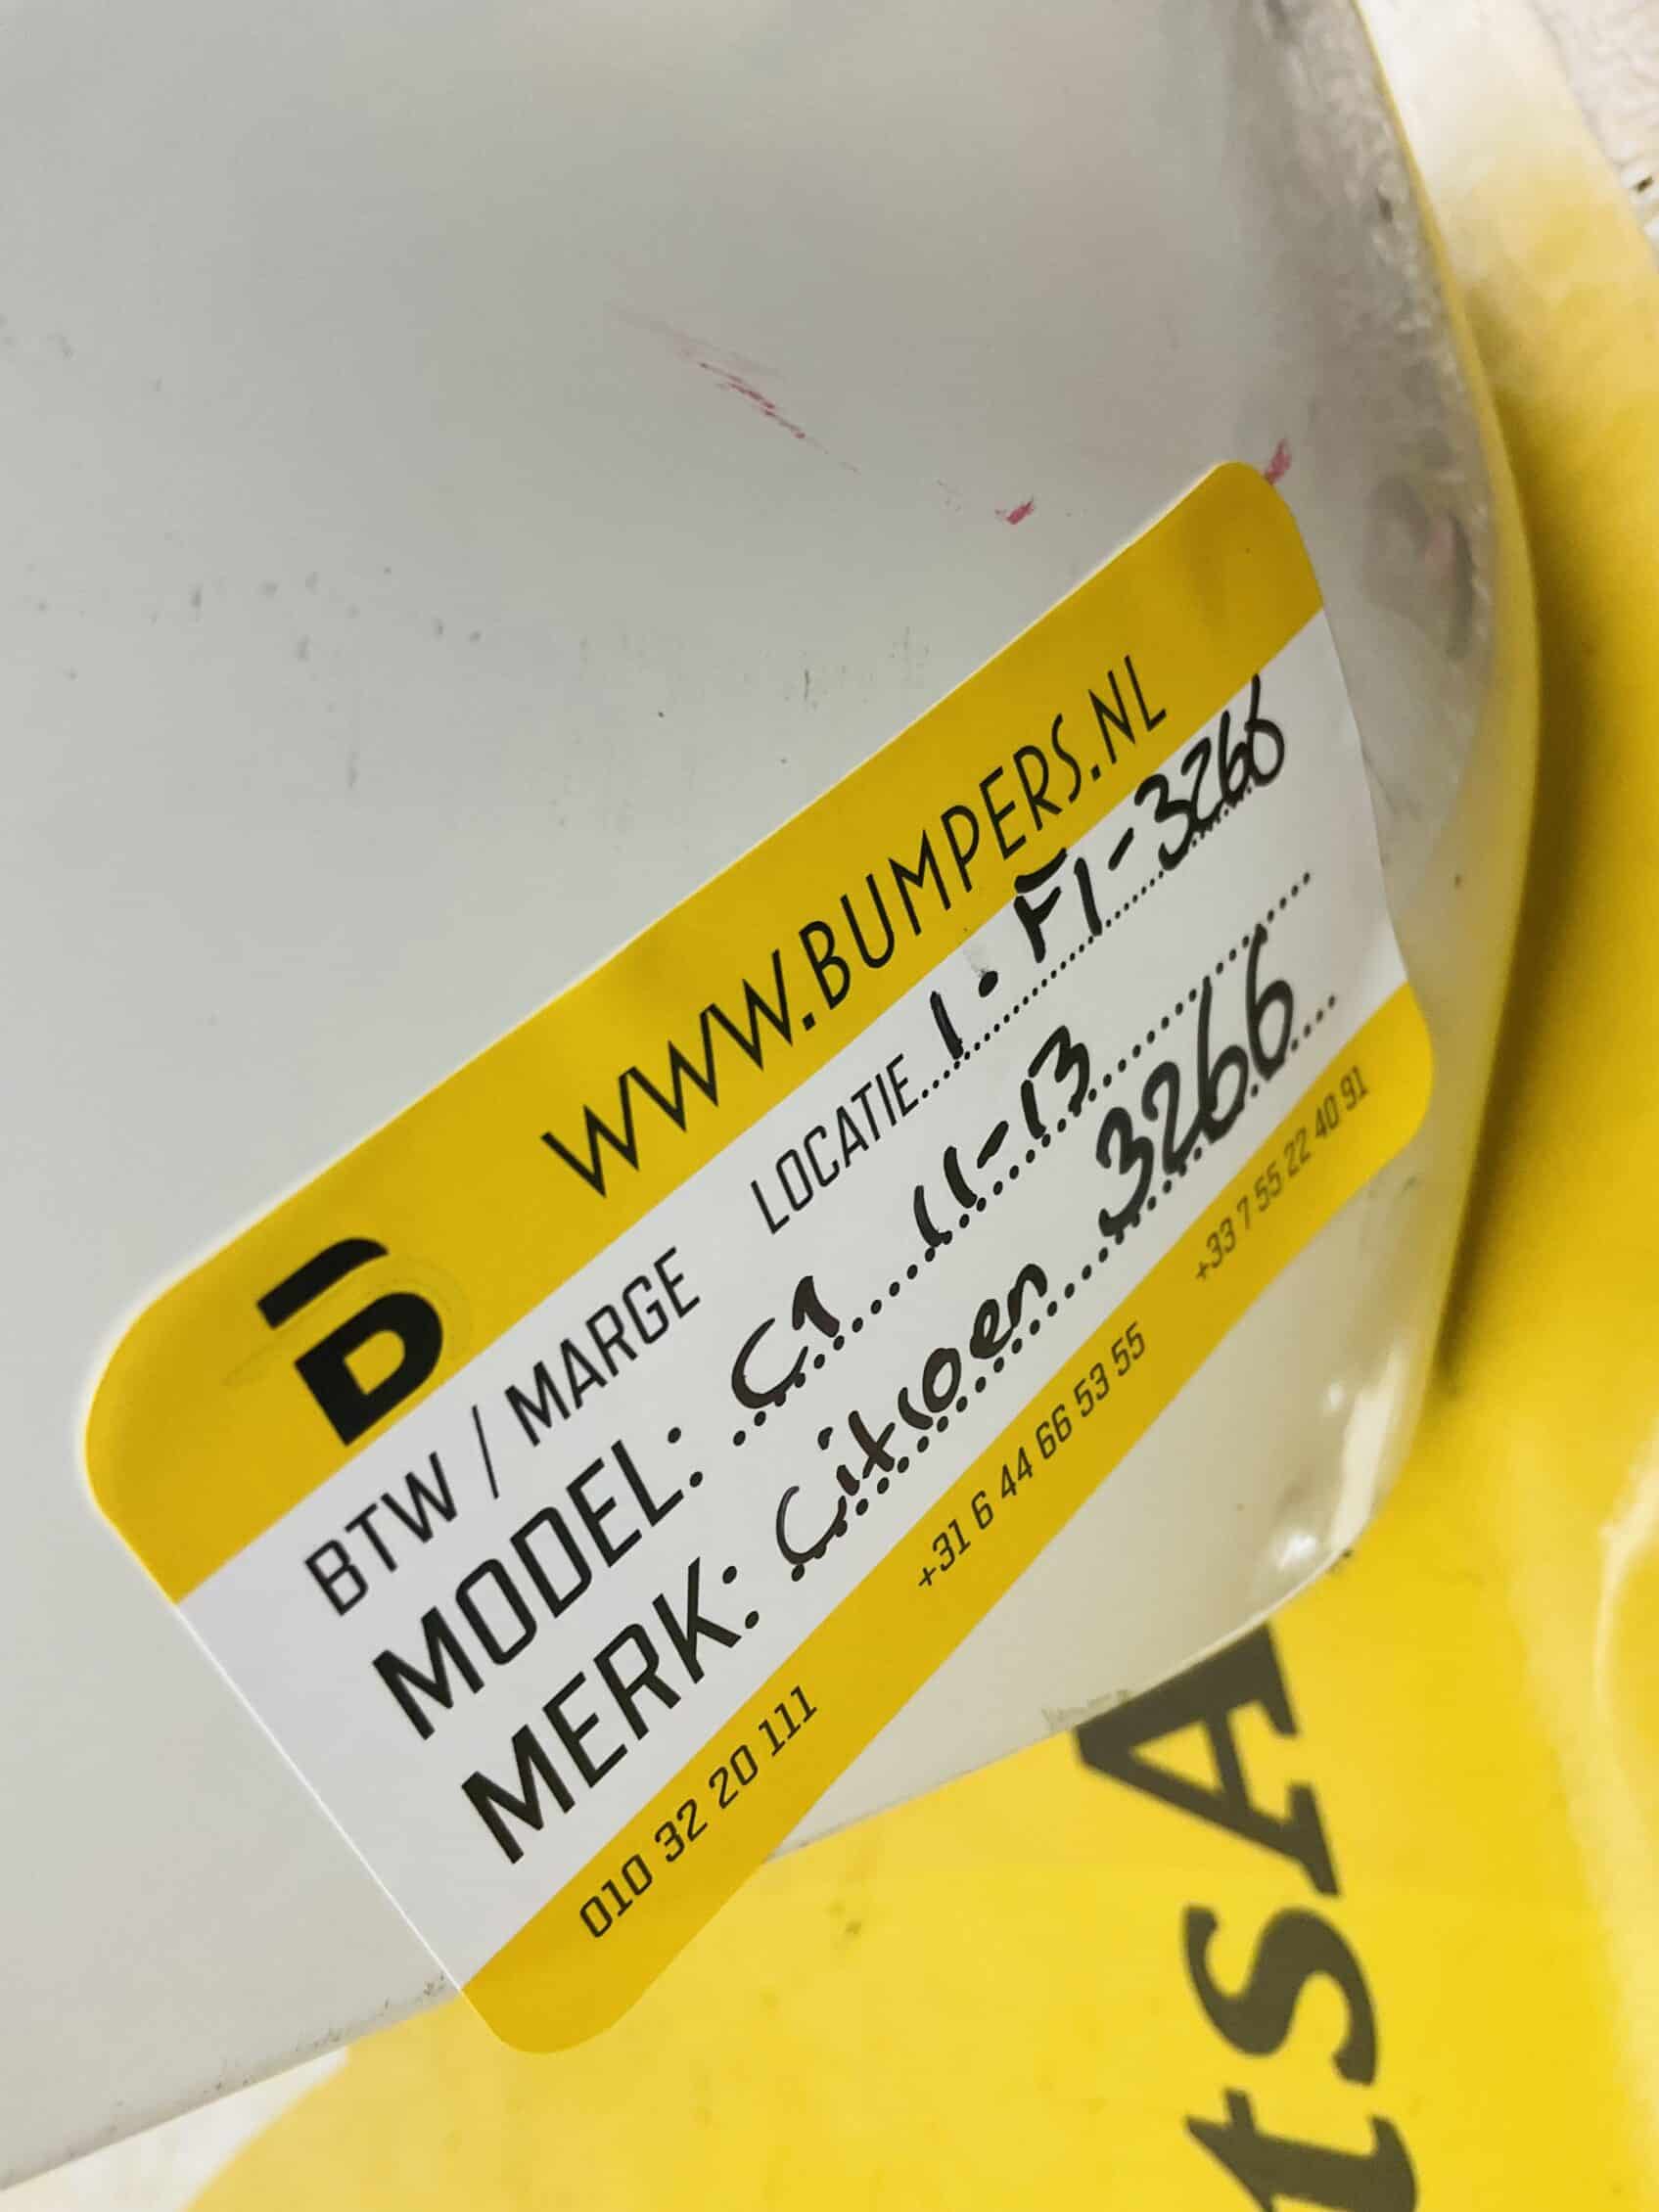 B WWW.BUMPERS.NL
BTW / MARGE LOCATIE 1. F1-3266
MODEL: C1 11-13
MERK: Citroen 3266
010 32 20 111 +31 6 44 66 53 55 +33 7 55 22 40 91
tsA